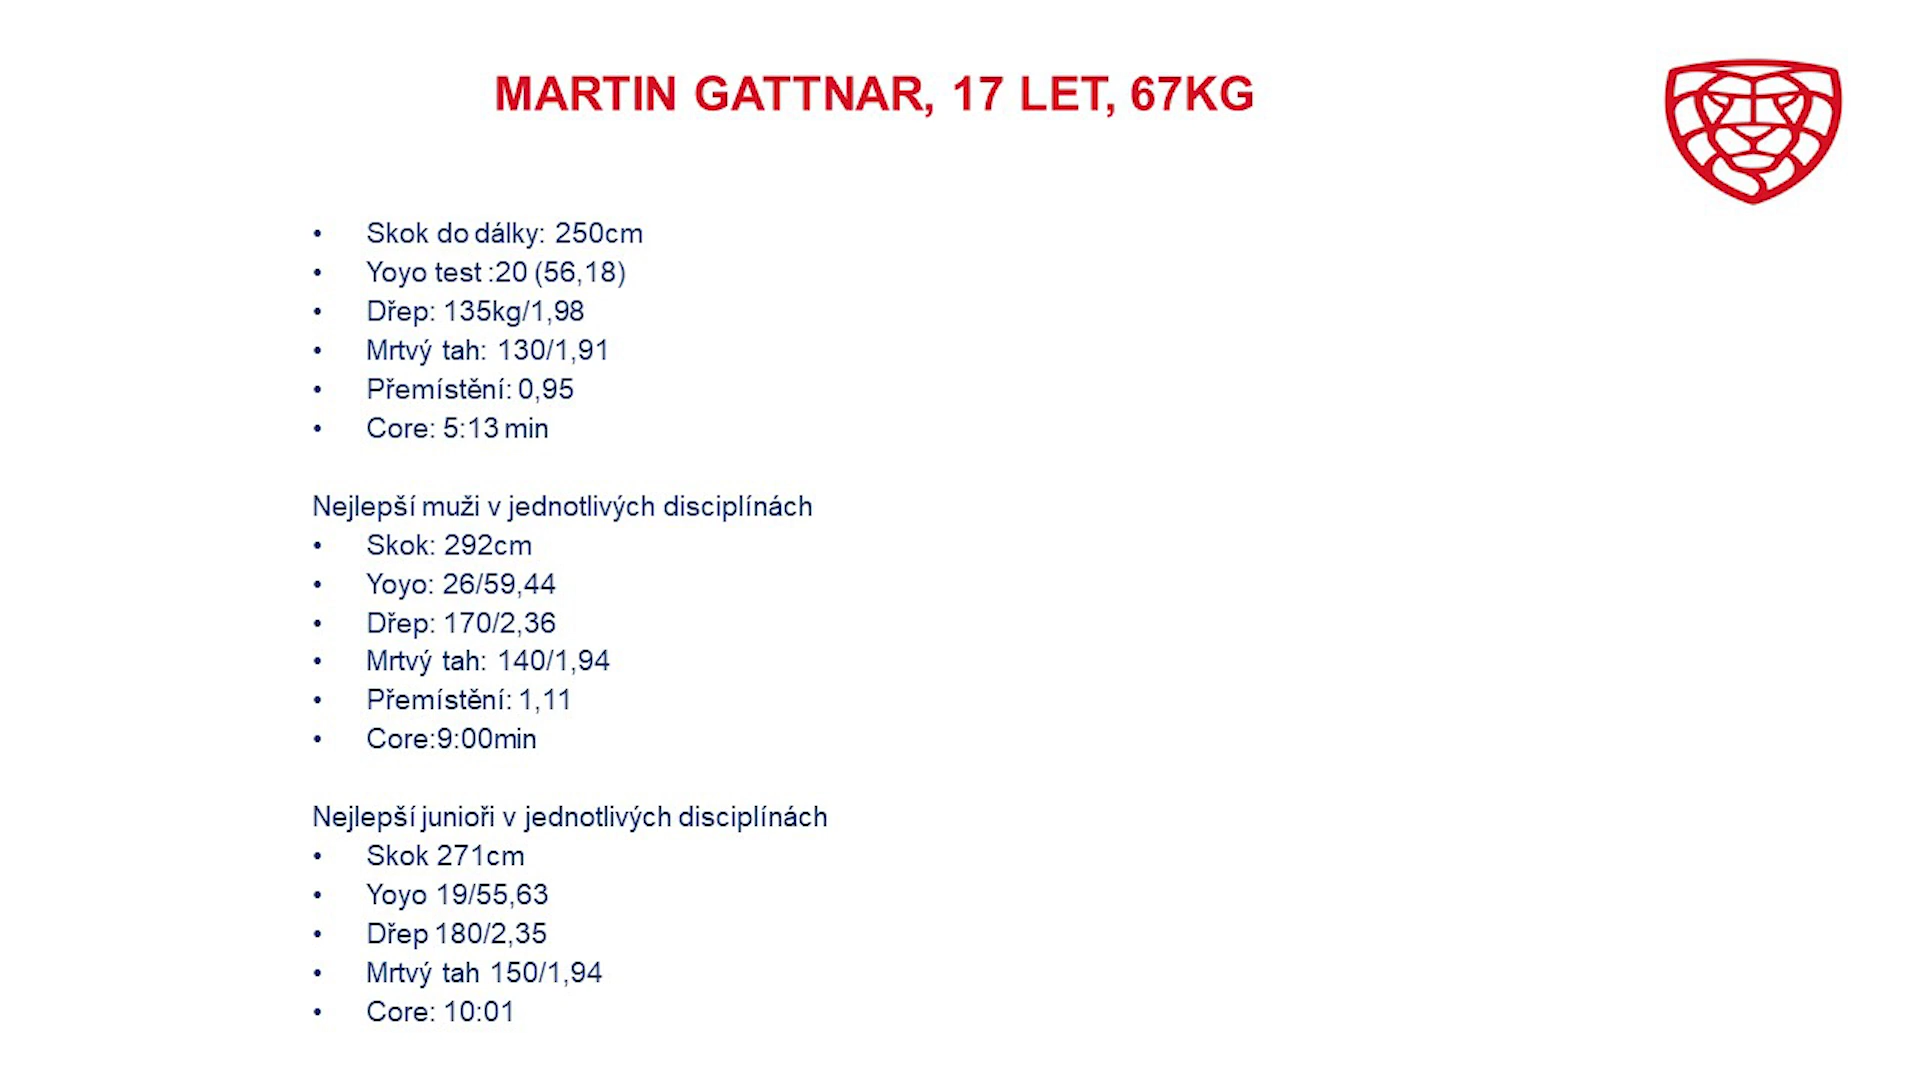 MARTIN GATTNAR, 17 LET, 67KG
• Skok do dálky: 250cm
• Yoyo test :20 (56,18)
• Dřep: 135kg/1,98
• Mrtvý tah: 130/1,91
• Přemístění: 0,95
• Core: 5:13 min
Nejlepší muži v jednotlivých disciplínách
• Skok: 292cm
• Yoyo: 26/59,44
• Dřep: 170/2,36
• Mrtvý tah: 140/1,94
• Přemístění: 1,11
• Core:9:00min
Nejlepší junioři v jednotlivých disciplínách
• Skok 271cm
• Yoyo 19/55,63
• Dřep 180/2,35
• Mrtvý tah 150/1,94
• Core: 10:01